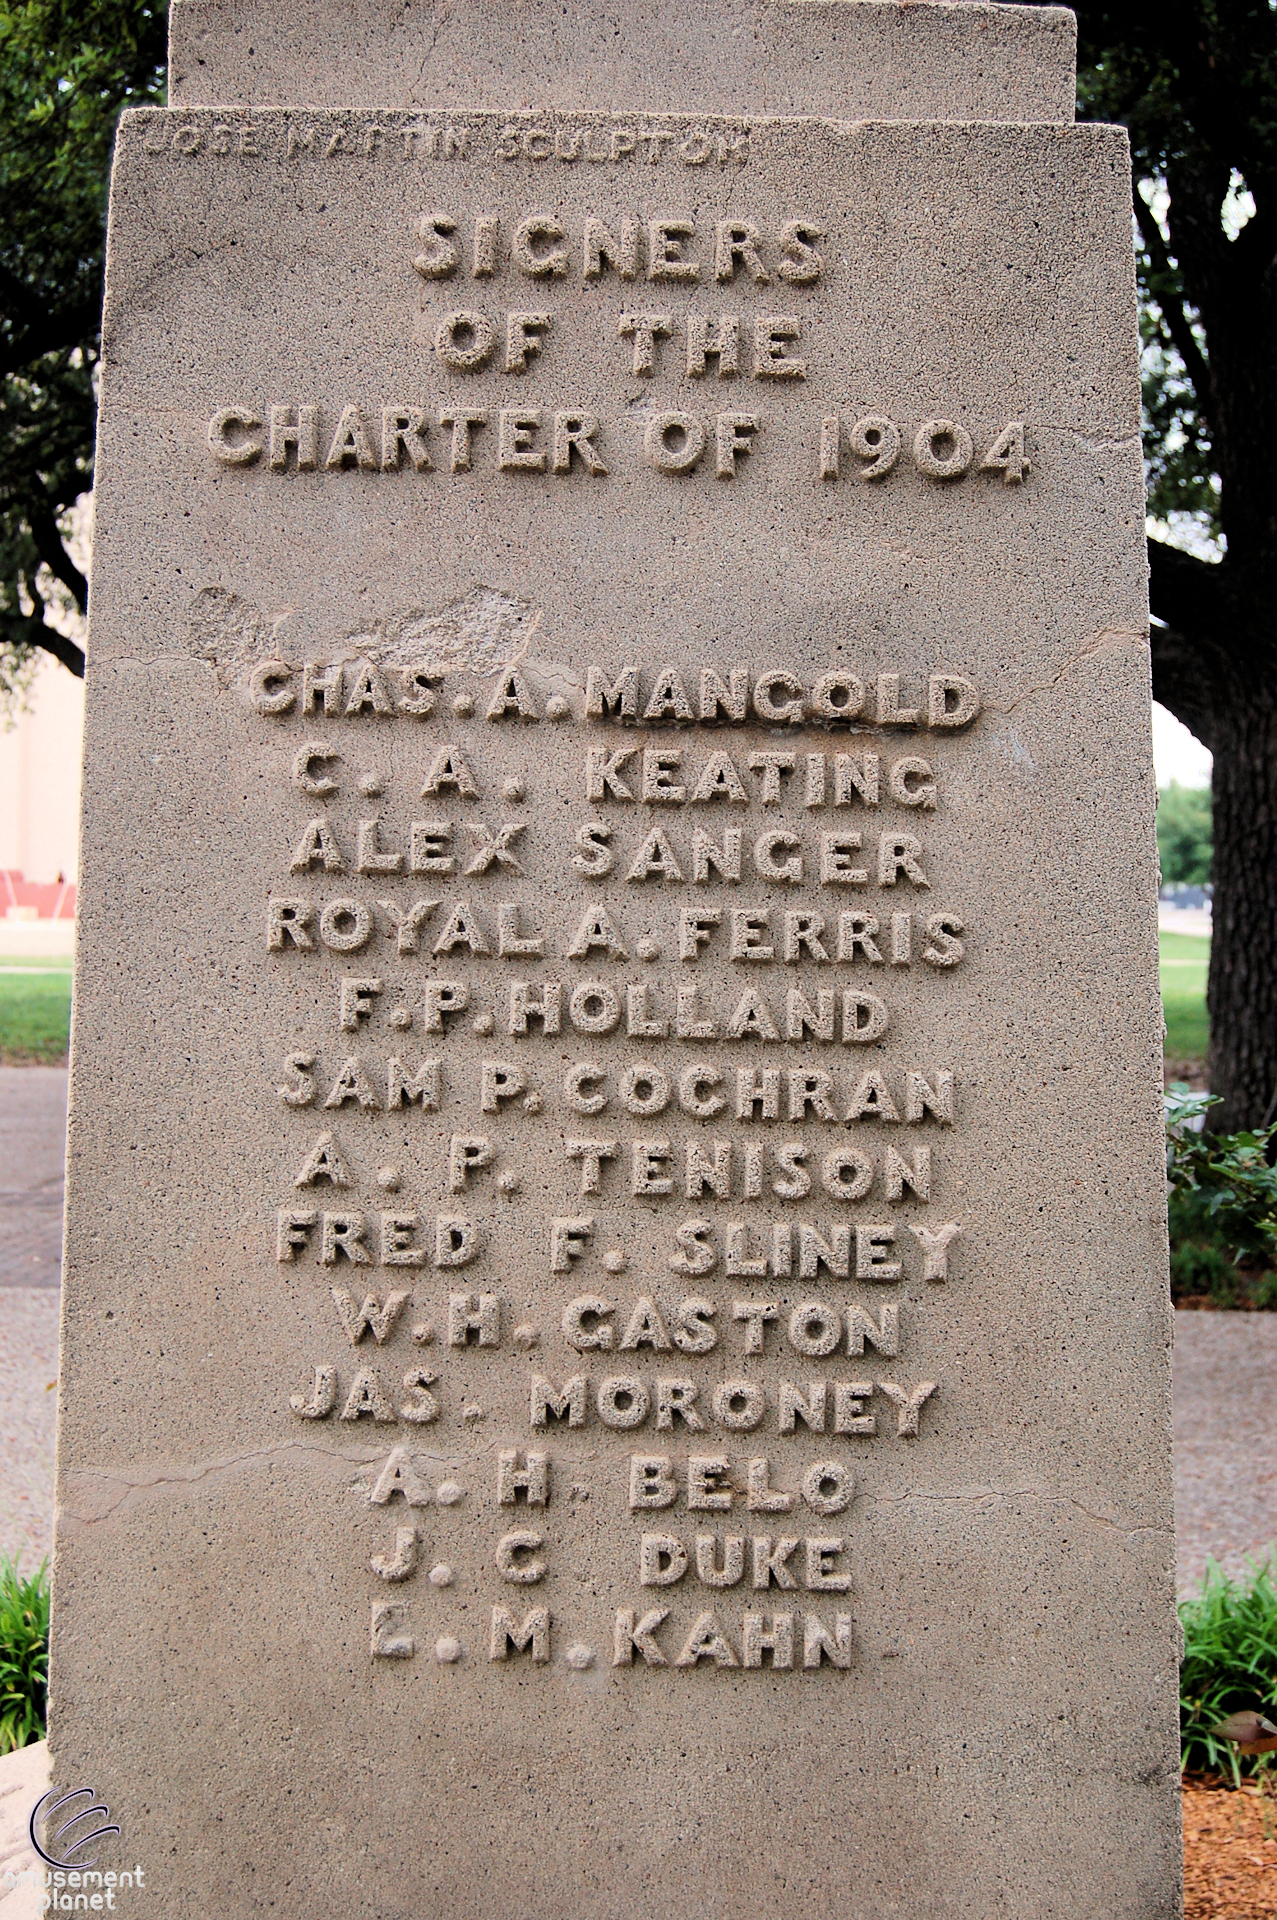 JOSE MARTIN SCULPTOR
SIGNERS
OF THE
CHARTER OF 1904
CHAS. A. MANGOLD
C. A. KEATING
ALEX SANGER
ROYAL A. FERRIS
F. P. HOLLAND
SAM P. COCHRAN
A. P. TENISON
FRED F. SLINEY
W. H. GASTON
JAS. MORONEY
A. H BELO
J. C DUKE
E. M. KAHN
amusement
planet